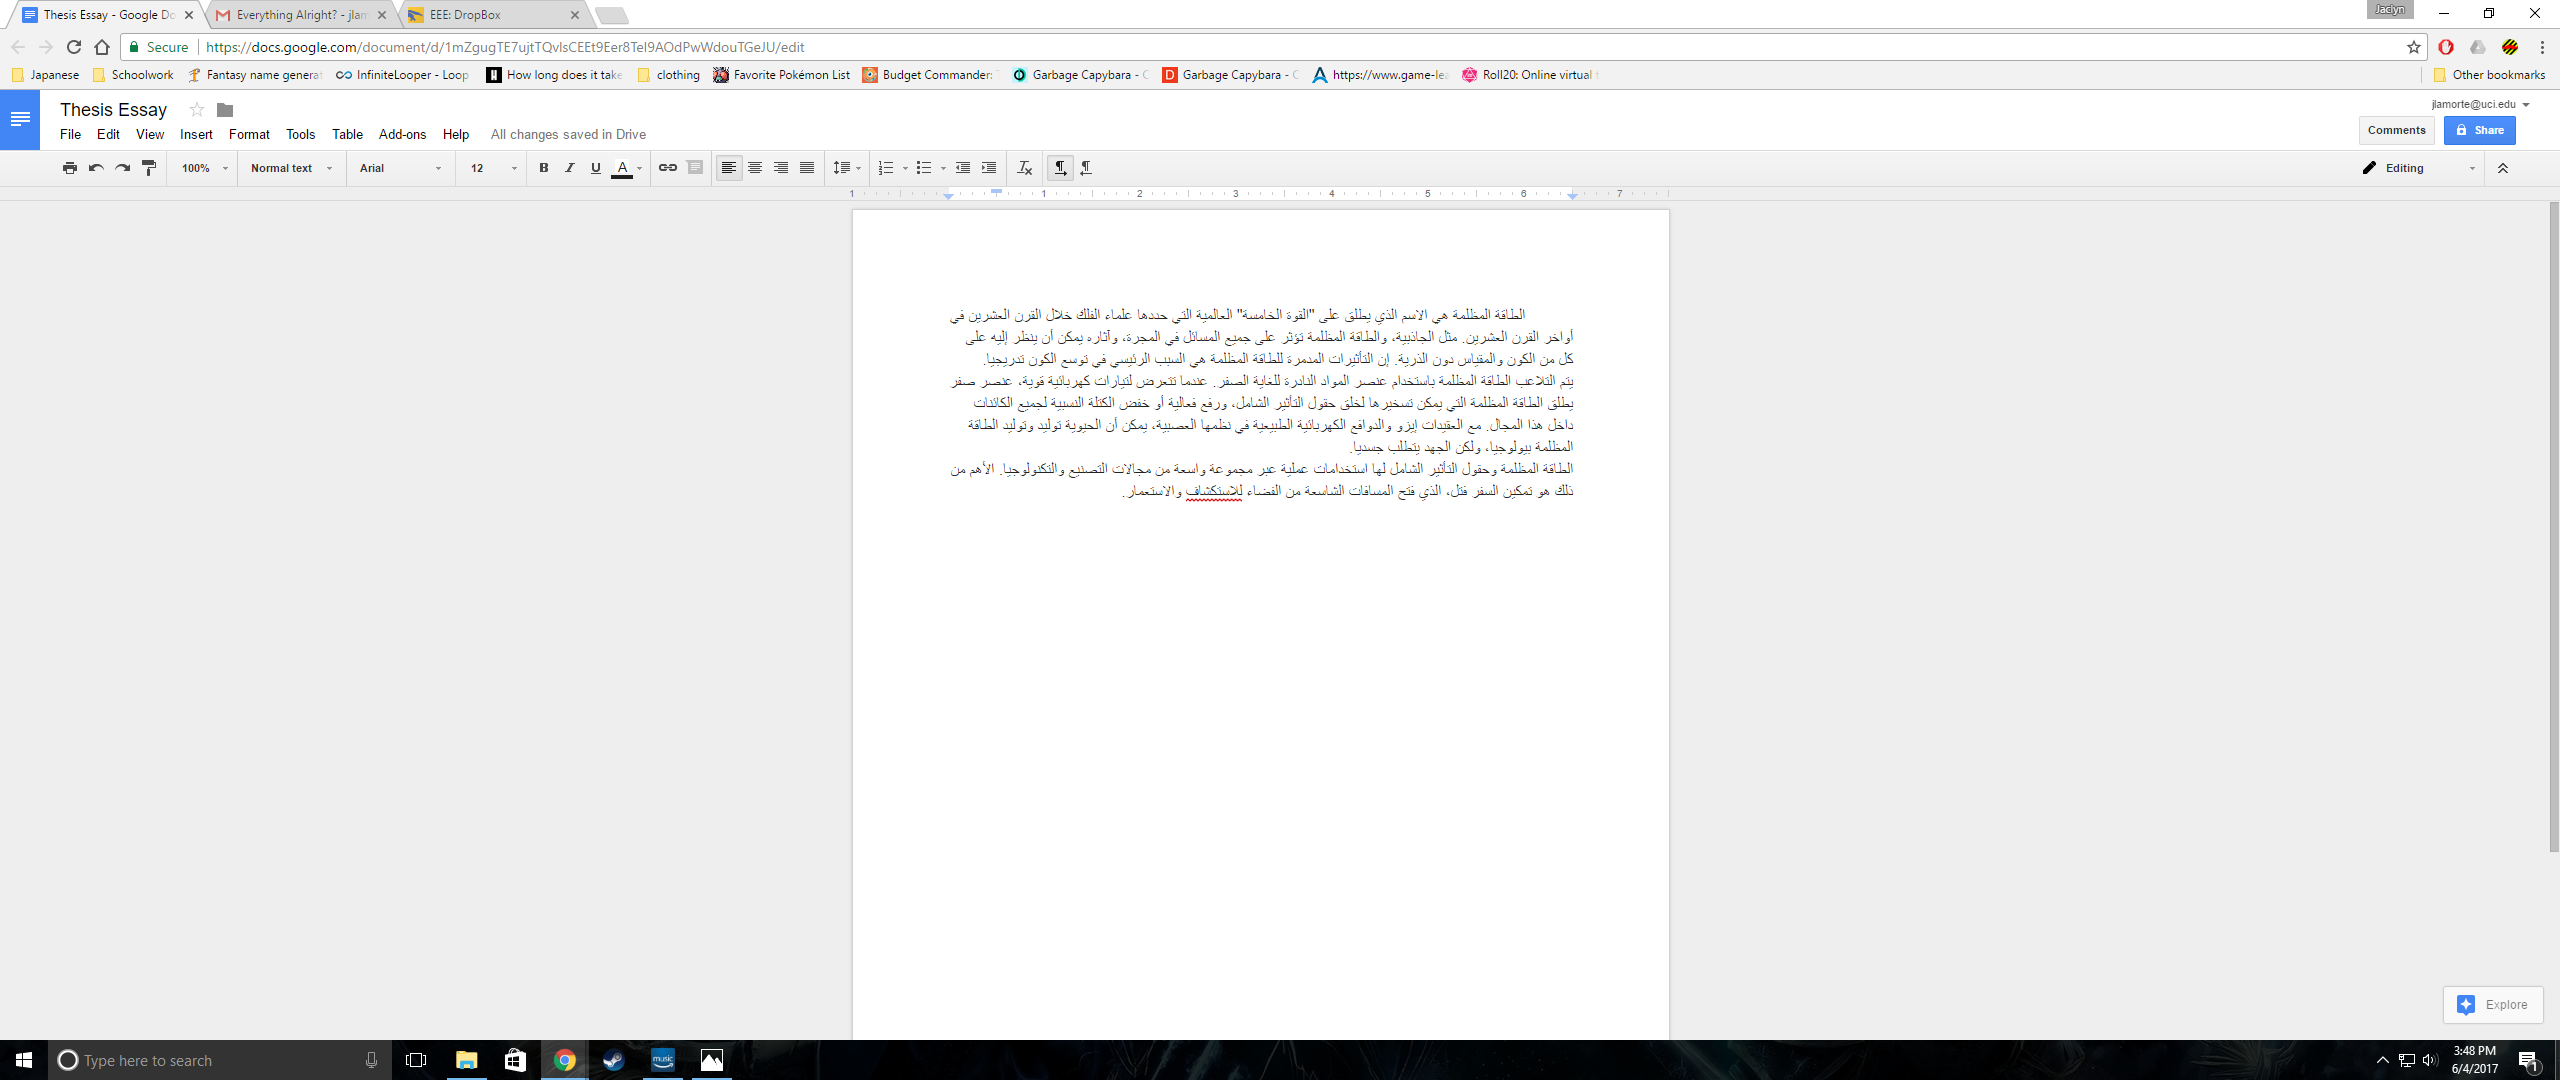 Thesis Essay - Google Do
Everything Alright? - jlam
EEE: DropBox
Jaclyn
Secure
https://docs.google.com/document/d/1mZgugTE7ujtTQvlsCEEt9Eer8Tel9AOdPwWdouTGeJU/edit
Japanese
Schoolwork
Fantasy name generat
InfiniteLooper - Loop
How long does it take
clothing
Favorite Pokémon List
Budget Commander:
Garbage Capybara - C
Garbage Capybara - C
https://www.game-lea
Roll20: Online virtual
Other bookmarks
Thesis Essay
jlamorte@uci.edu
File Edit View Insert Format Tools Table Add-ons Help All changes saved in Drive
Comments
Share
100% Normal text Arial 12 B I U A
Editing
1 1 2 3 4 5 6 7
الطاقة المظلمة هي الاسم الذي يطلق على "القوة الخامسة" العالمية التي حددها علماء الفلك خلال القرن العشرين في
أواخر القرن العشرين. مثل الجاذبية، والطاقة المظلمة تؤثر على جميع المسائل في المجرة، وآثاره يمكن أن ينظر إليه على
كل من الكون والمقياس دون الذرية. إن التأثيرات المدمرة للطاقة المظلمة هي السبب الرئيسي في توسع الكون تدريجيا.
يتم التلاعب الطاقة المظلمة باستخدام عنصر المواد النادرة للغاية الصفر. عندما تتعرض لتيارات كهربائية قوية، عنصر صفر
يطلق الطاقة المظلمة التي يمكن تسخيرها لخلق حقول التأثير الشامل، ورفع فعالية أو خفض الكتلة النسبية لجميع الكائنات
داخل هذا المجال. مع العقيدات إيزو والدوافع الكهربائية الطبيعية في نظمها العصبية، يمكن أن الحيوية توليد وتوليد الطاقة
المظلمة بيولوجيا، ولكن الجهد يتطلب جسديا.
الطاقة المظلمة وحقول التأثير الشامل لها استخدامات عملية عبر مجموعة واسعة من مجالات التصنيع والتكنولوجيا. الأهم من
ذلك هو تمكين السفر فتل، الذي فتح المسافات الشاسعة من الفضاء للاستكشاف والاستعمار.
Explore
Type here to search
music
3:48 PM
6/4/2017
1